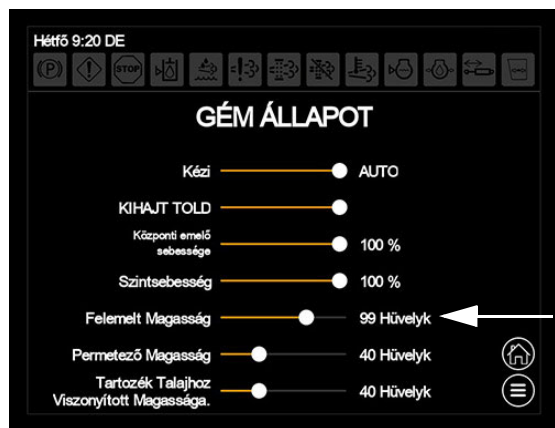 Hétfő 9:20 DE
(P) STOP
GÉM ÁLLAPOT
Kézi AUTO
KIHAJT TOLD
Központi emelő
sebessége 100 %
Szintsebesség 100 %
Felemelt Magasság 99 Hüvelyk
Permetező Magasság 40 Hüvelyk
Tartozék Talajhoz
Viszonyított Magassága. 40 Hüvelyk